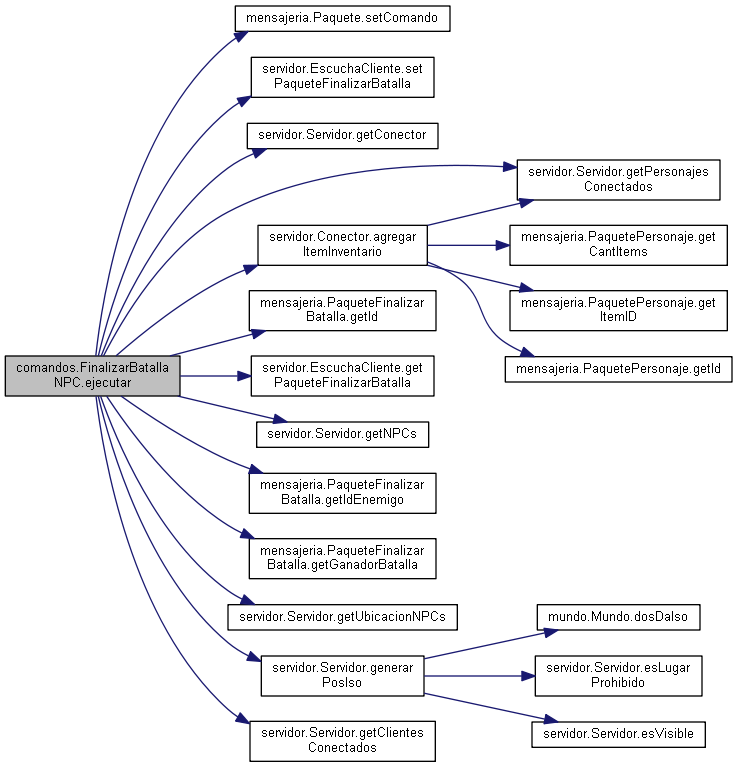 mensajeria.Paquete.setComando
servidor.EscuchaCliente.set
PaqueteFinalizarBatalla
servidor.Servidor.getConector
servidor.Servidor.getPersonajes
Conectados
servidor.Conector.agregar
ItemInventario
mensajeria.PaquetePersonaje.get
CantItems
mensajeria.PaqueteFinalizar
Batalla.getId
mensajeria.PaquetePersonaje.get
ItemID
comandos.FinalizarBatalla
NPC.ejecutar
servidor.EscuchaCliente.get
PaqueteFinalizarBatalla
mensajeria.PaquetePersonaje.getId
servidor.Servidor.getNPCs
mensajeria.PaqueteFinalizar
Batalla.getIdEnemigo
mensajeria.PaqueteFinalizar
Batalla.getGanadorBatalla
servidor.Servidor.getUbicacionNPCs
mundo.Mundo.dosDaIso
servidor.Servidor.generar
PosIso
servidor.Servidor.esLugar
Prohibido
servidor.Servidor.getClientes
Conectados
servidor.Servidor.esVisible